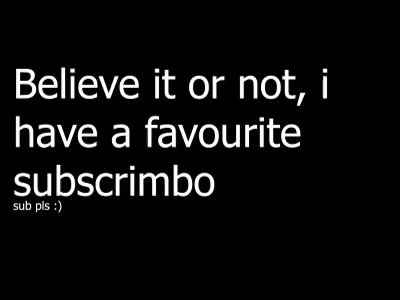 Believe it or not, i
have a favourite
subscrimbo
sub pls :)